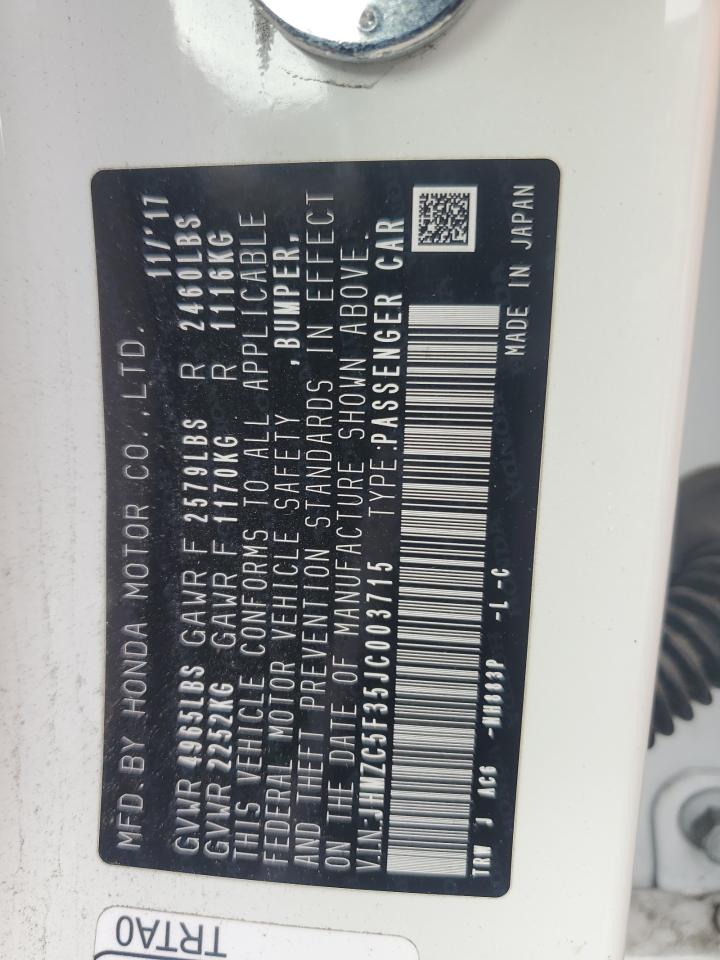 MFD. BY HONDA MOTOR CO., LTD. 11/'17
GVWR 4965LBS GAWR F 2579LBS R 2460LBS
GVWR 2252KG GAWR F 1170KG R 1116KG
THIS VEHICLE CONFORMS TO ALL APPLICABLE
FEDERAL MOTOR VEHICLE SAFETY ,BUMPER,
AND THEFT PREVENTION STANDARDS IN EFFECT
ON THE DATE OF MANUFACTURE SHOWN ABOVE.
V.I.N.:JHMZC5F35JC003715 TYPE:PASSENGER CAR
TRW J AC6 -NH883P -L -C MADE IN JAPAN
TRTA0